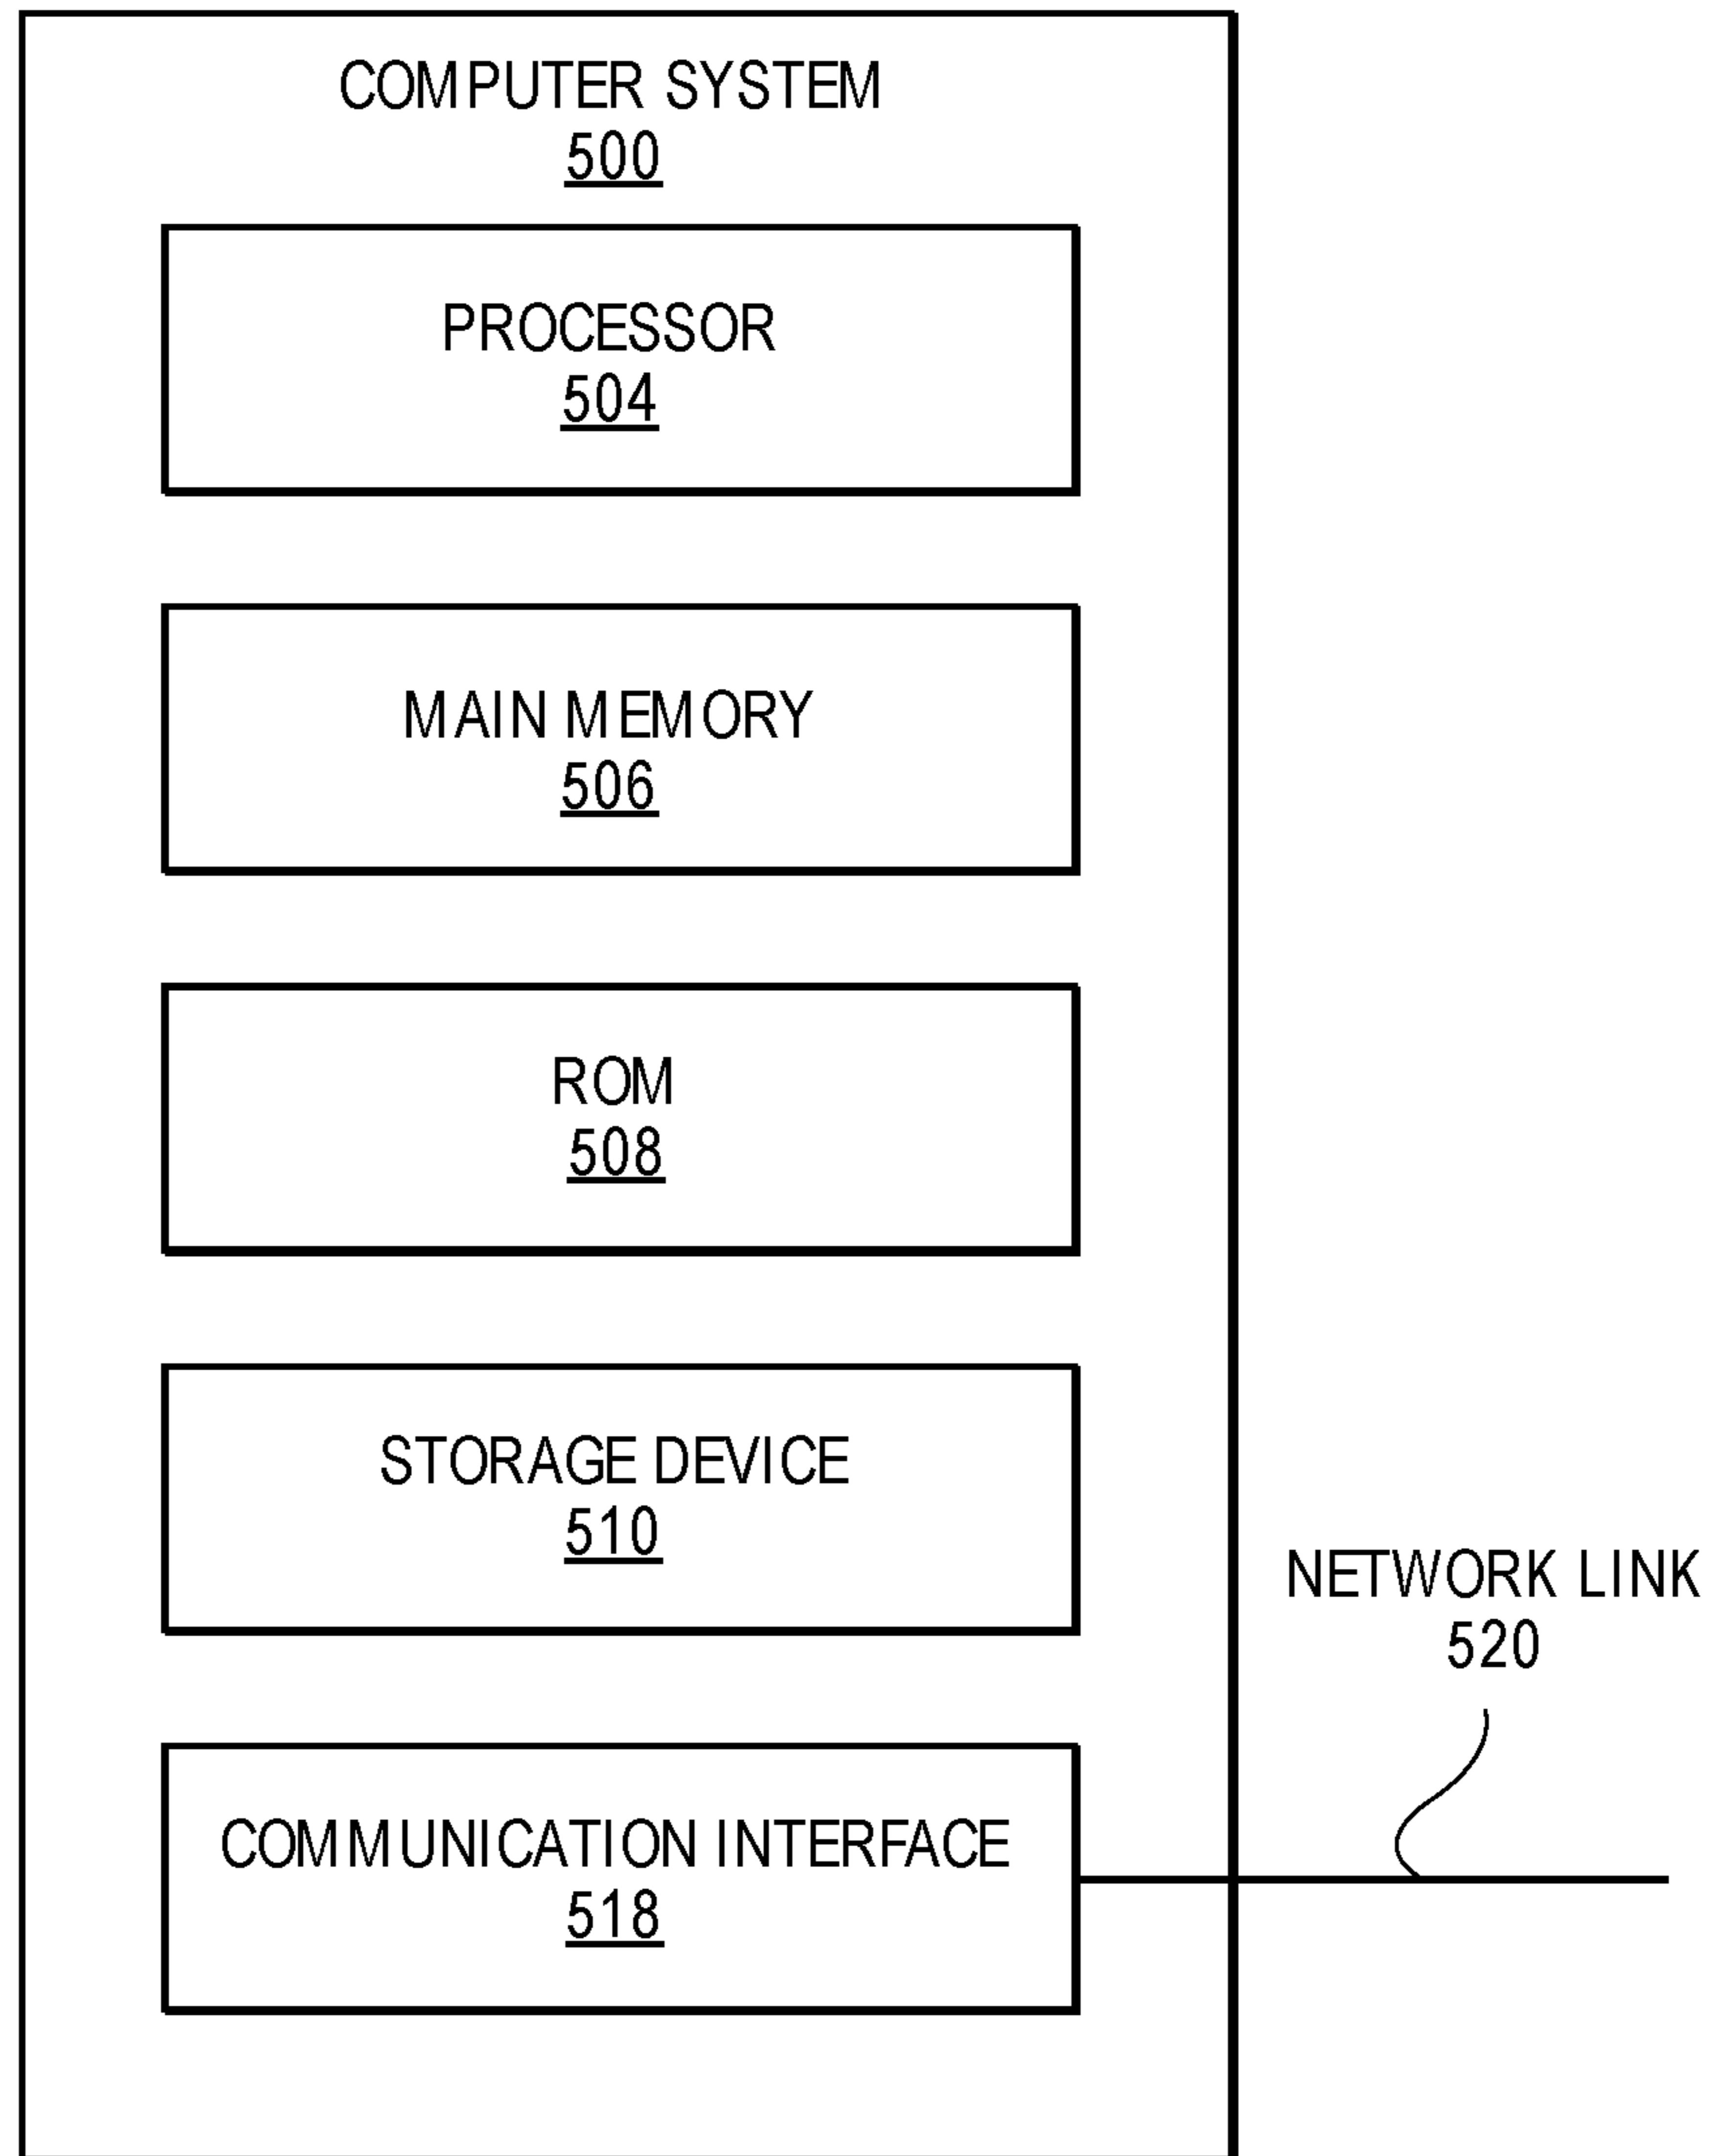 COMPUTER SYSTEM
500
PROCESSOR
504
MAIN MEMORY
506
ROM
508
STORAGE DEVICE
510
NETWORK LINK
520
COMMUNICATION INTERFACE
518